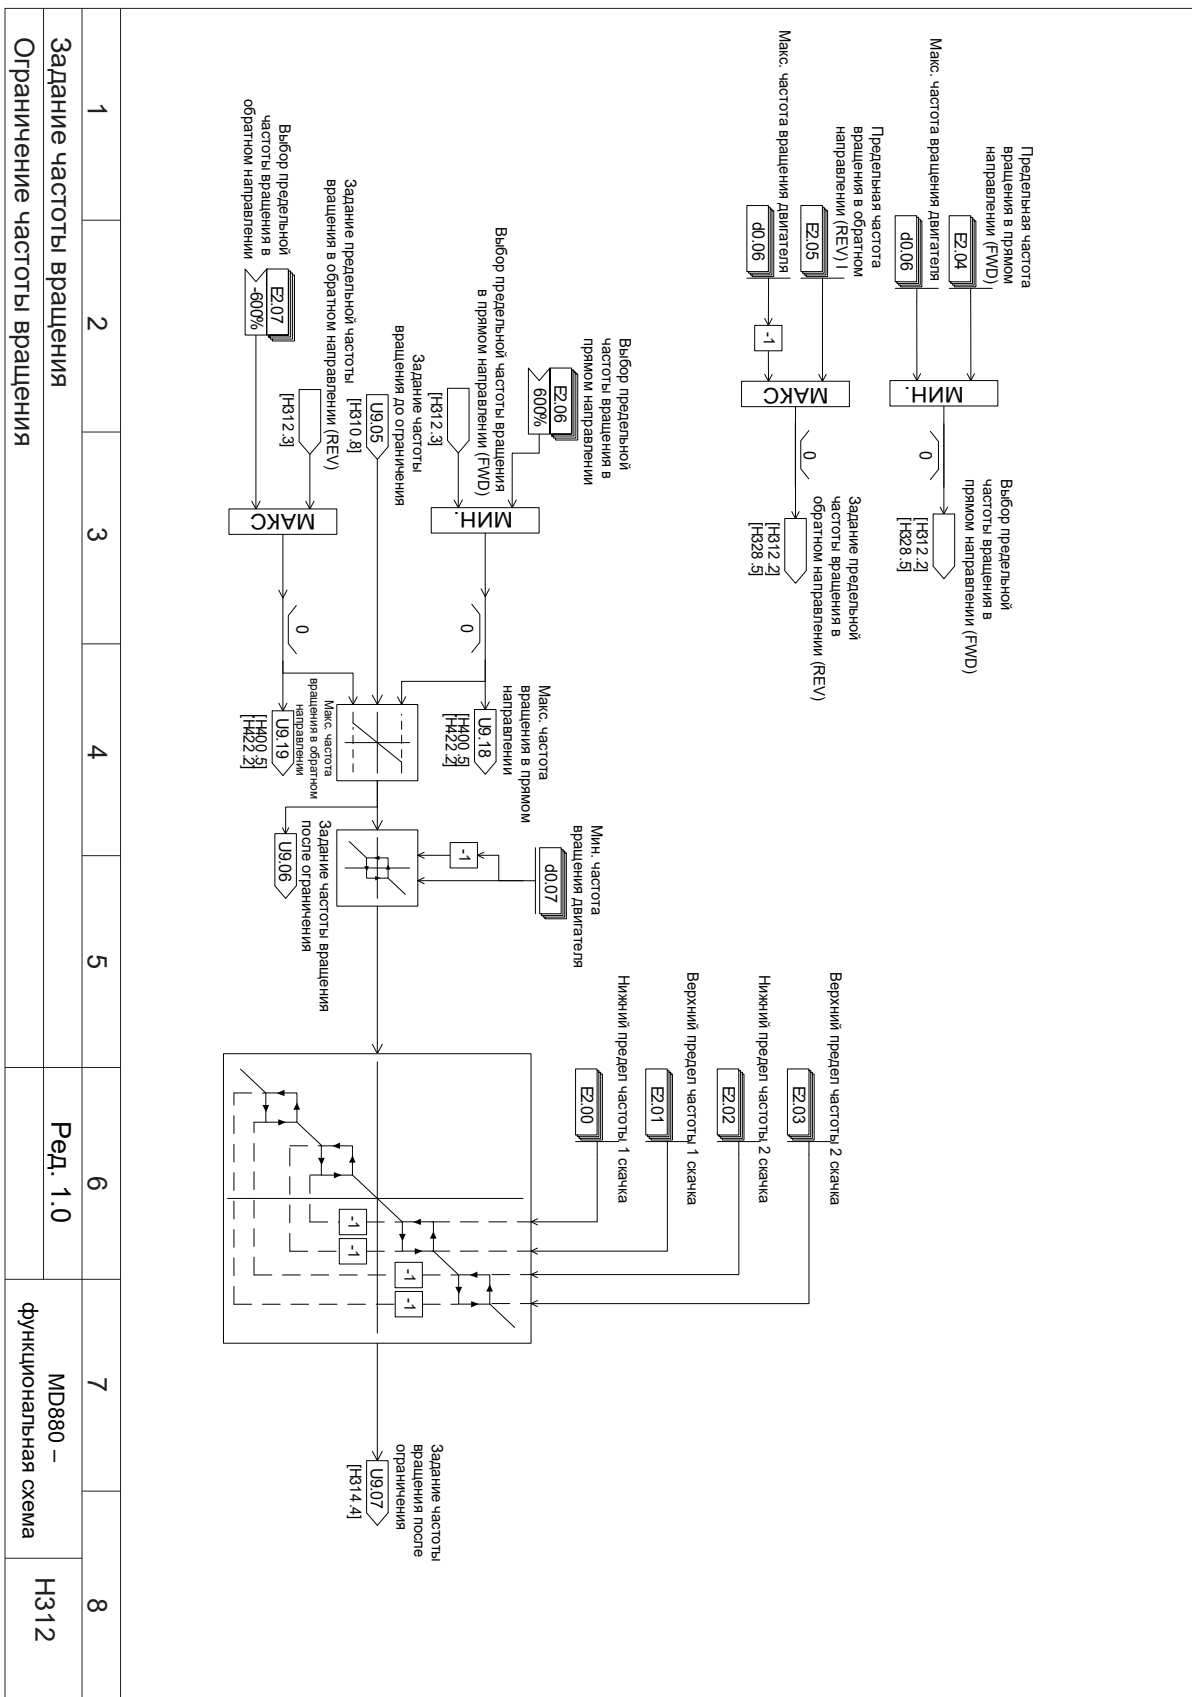 Предельная частота
вращения в прямом
направлении (FWD)
E2.04
Макс. частота вращения двигателя
d0.06
МИН.
0
Выбор предельной
частоты вращения в
прямом направлении (FWD)
[H312 .2]
[H328 .5]
Предельная частота
вращения в обратном
направлении (REV) I
E2.05
Макс. частота вращения двигателя
d0.06
-1
МАКС
0
Задание предельной
частоты вращения в
обратном направлении (REV)
[H312 .2]
[H328 .5]
Выбор предельной
частоты вращения в
прямом направлении
E2.06
600%
Выбор предельной частоты вращения
в прямом направлении (FWD)
[H312 .3]
МИН.
0
Макс. частота
вращения в прямом
направлении
U9.18
[H400 .5]
[H422 .2]
Задание частоты
вращения до ограничения
U9.05
[H310 .8]
Задание предельной частоты
вращения в обратном направлении (REV)
[H312 .3]
Выбор предельной
частоты вращения в
обратном направлении
E2.07
-600%
МАКС
0
Макс. частота
вращения в обратном
направлении
U9.19
[H400 .5]
[H422 .2]
Мин. частота
вращения двигателя
d0.07
-1
Задание частоты вращения
после ограничения
U9.06
Верхний предел частоты 2 скачка
E2.03
Нижний предел частоты 2 скачка
E2.02
Верхний предел частоты 1 скачка
E2.01
Нижний предел частоты 1 скачка
E2.00
-1
-1
-1
-1
Задание частоты
вращения после
ограничения
U9.07
[H314 .4]
1
2
3
4
5
6
7
8
Задание частоты вращения
Ограничение частоты вращения
Ред. 1.0
MD880 –
функциональная схема
H312